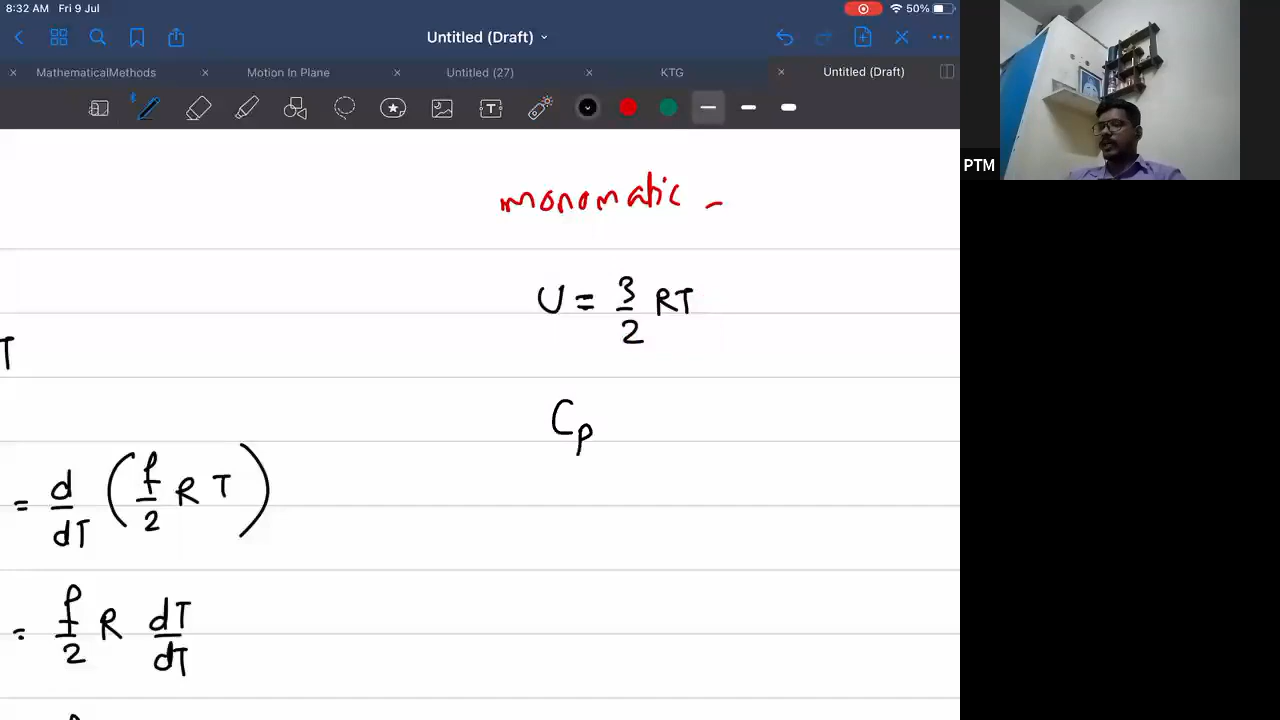 8:32 AM Fri 9 Jul
50%
Untitled (Draft)
MathematicalMethods
Motion In Plane
Untitled (27)
KTG
Untitled (Draft)
T
PTM
monomatic -
U = 3/2 RT
T
Cp
= d/dT (f/2 R T)
= f/2 R dT/dT